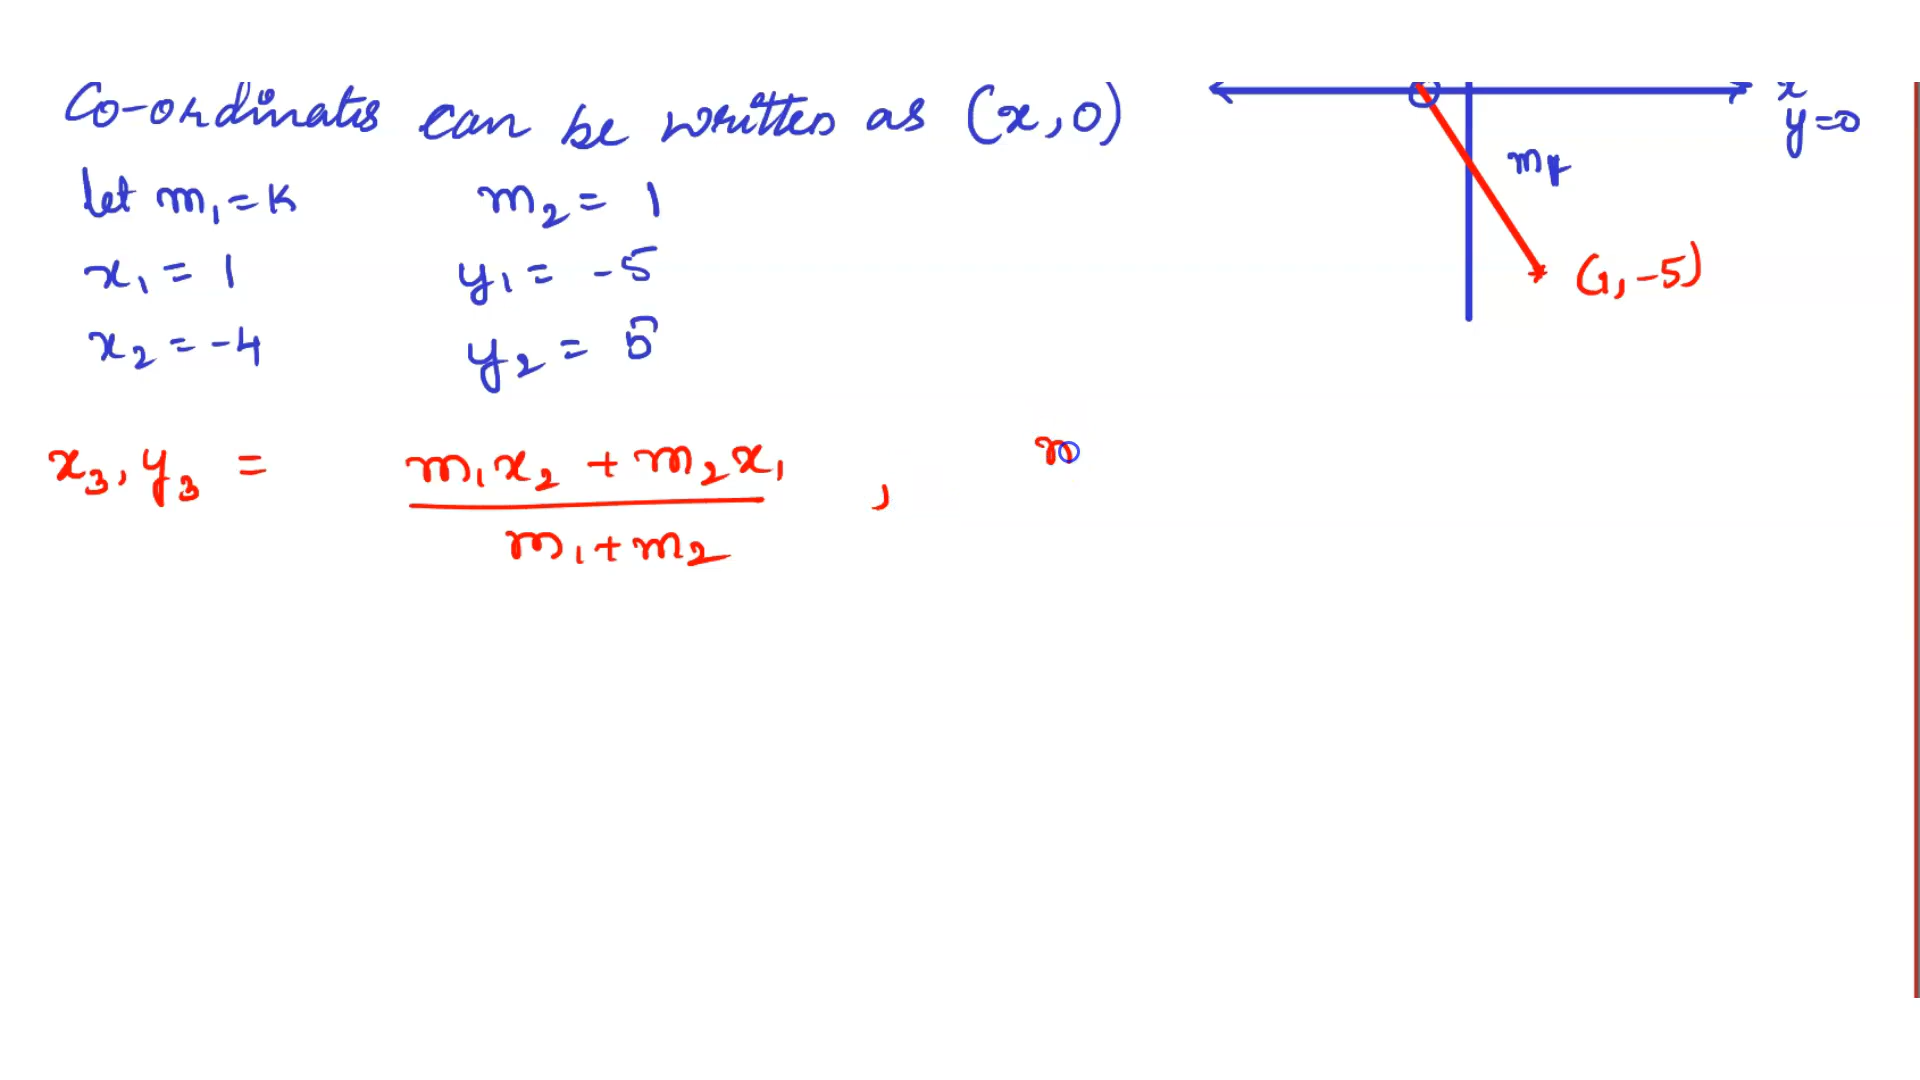 Co-ordinates can be written as (x,0)
let m₁=K m₂ = 1
x₁ = 1 y₁ = -5
x₂ = -4 y₂ = 5
x₃, y₃ = (m₁x₂ + m₂x₁)/(m₁+m₂) , m
x
y=0
(1, -5)